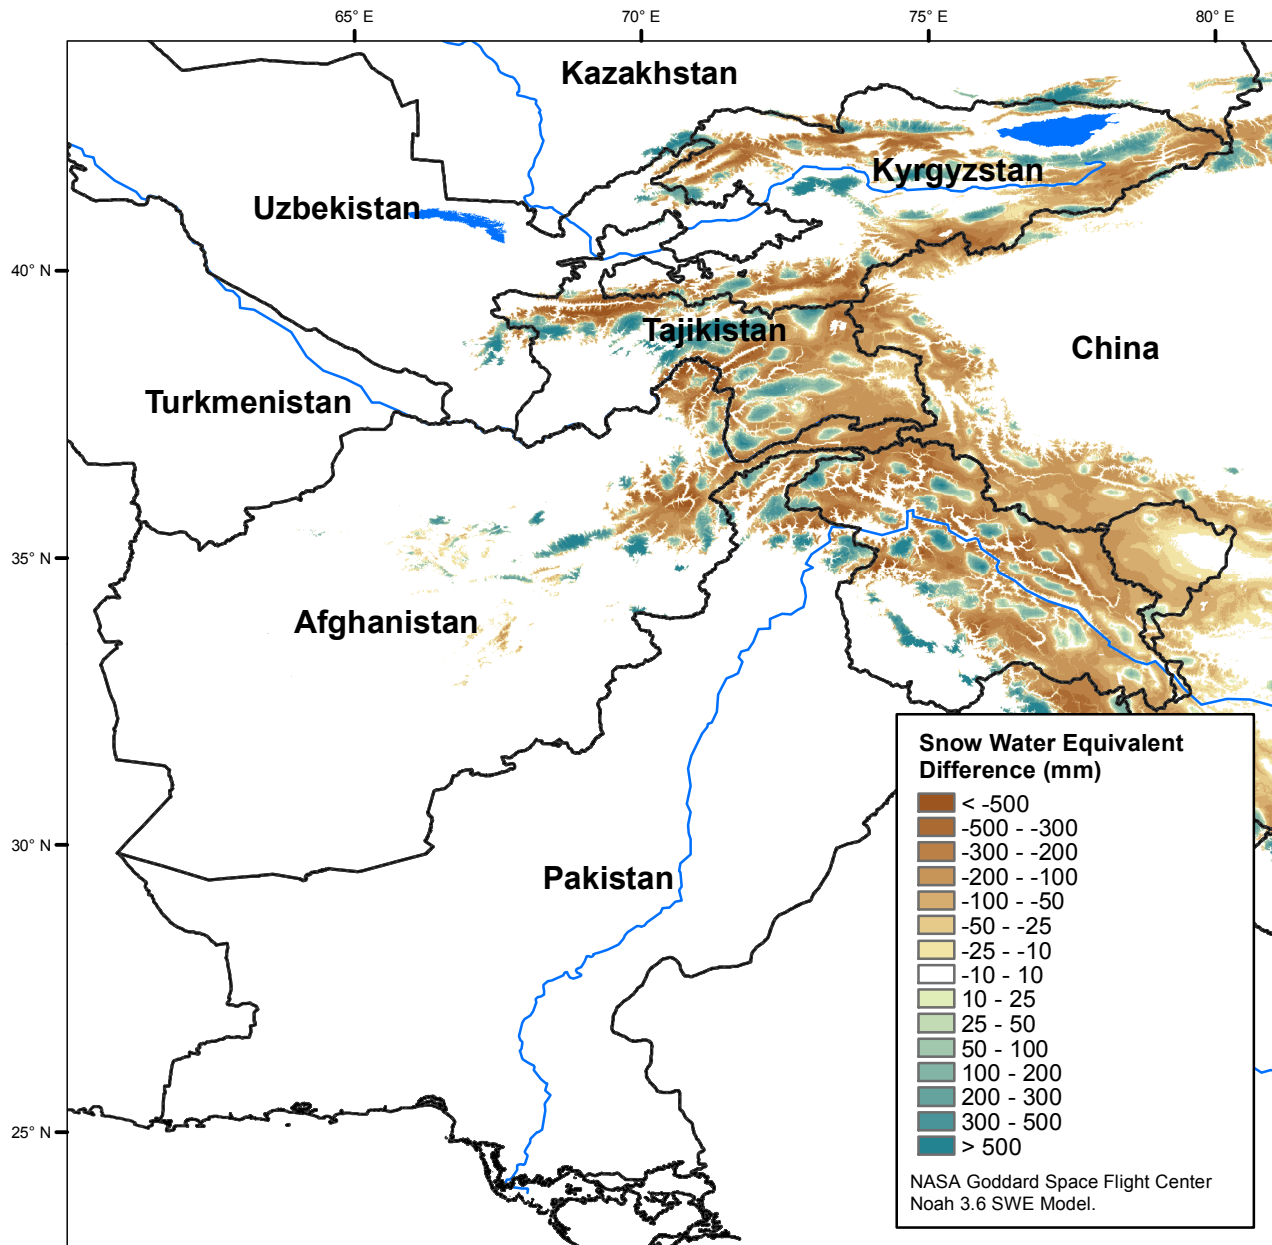 65° E
70° E
75° E
80° E
Kazakhstan
Kyrgyzstan
Uzbekistan
40° N
Tajikistan
China
Turkmenistan
35° N
Afghanistan
Snow Water Equivalent
Difference (mm)
< -500
-500 - -300
-300 - -200
-200 - -100
-100 - -50
-50 - -25
-25 - -10
-10 - 10
10 - 25
25 - 50
50 - 100
100 - 200
200 - 300
300 - 500
> 500
NASA Goddard Space Flight Center
Noah 3.6 SWE Model.
30° N
Pakistan
25° N